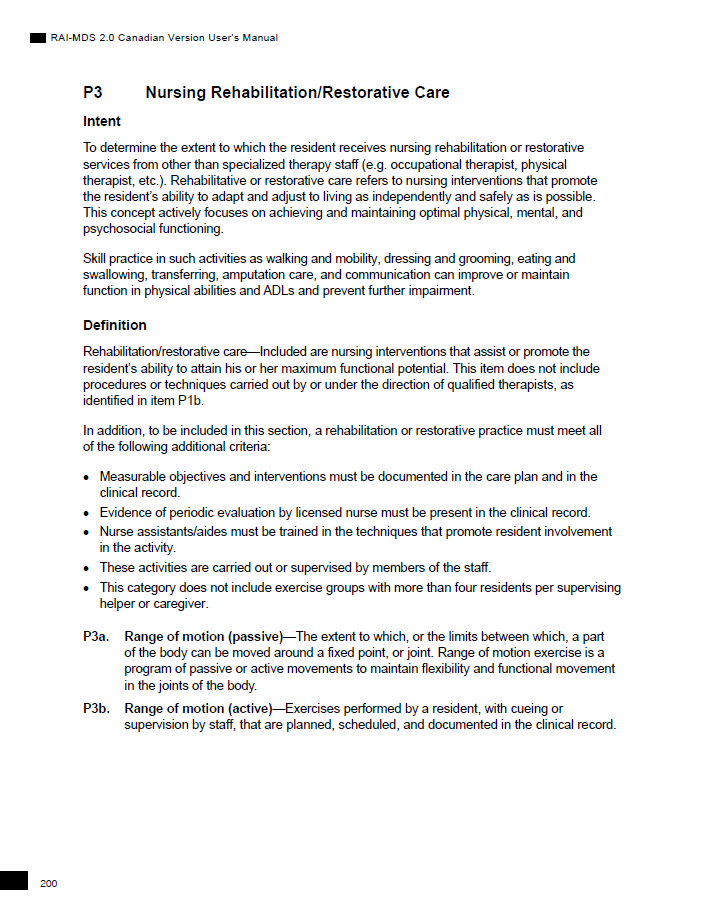 RAI-MDS 2.0 Canadian Version User's Manual
P3 Nursing Rehabilitation/Restorative Care
Intent
To determine the extent to which the resident receives nursing rehabilitation or restorative
services from other than specialized therapy staff (e.g. occupational therapist, physical
therapist, etc.). Rehabilitative or restorative care refers to nursing interventions that promote
the resident's ability to adapt and adjust to living as independently and safely as is possible.
This concept actively focuses on achieving and maintaining optimal physical, mental, and
psychosocial functioning.
Skill practice in such activities as walking and mobility, dressing and grooming, eating and
swallowing, transferring, amputation care, and communication can improve or maintain
function in physical abilities and ADLs and prevent further impairment.
Definition
Rehabilitation/restorative care—Included are nursing interventions that assist or promote the
resident's ability to attain his or her maximum functional potential. This item does not include
procedures or techniques carried out by or under the direction of qualified therapists, as
identified in item P1b.
In addition, to be included in this section, a rehabilitation or restorative practice must meet all
of the following additional criteria:
• Measurable objectives and interventions must be documented in the care plan and in the
clinical record.
• Evidence of periodic evaluation by licensed nurse must be present in the clinical record.
• Nurse assistants/aides must be trained in the techniques that promote resident involvement
in the activity.
• These activities are carried out or supervised by members of the staff.
• This category does not include exercise groups with more than four residents per supervising
helper or caregiver.
P3a. Range of motion (passive)—The extent to which, or the limits between which, a part
of the body can be moved around a fixed point, or joint. Range of motion exercise is a
program of passive or active movements to maintain flexibility and functional movement
in the joints of the body.
P3b. Range of motion (active)—Exercises performed by a resident, with cueing or
supervision by staff, that are planned, scheduled, and documented in the clinical record.
200